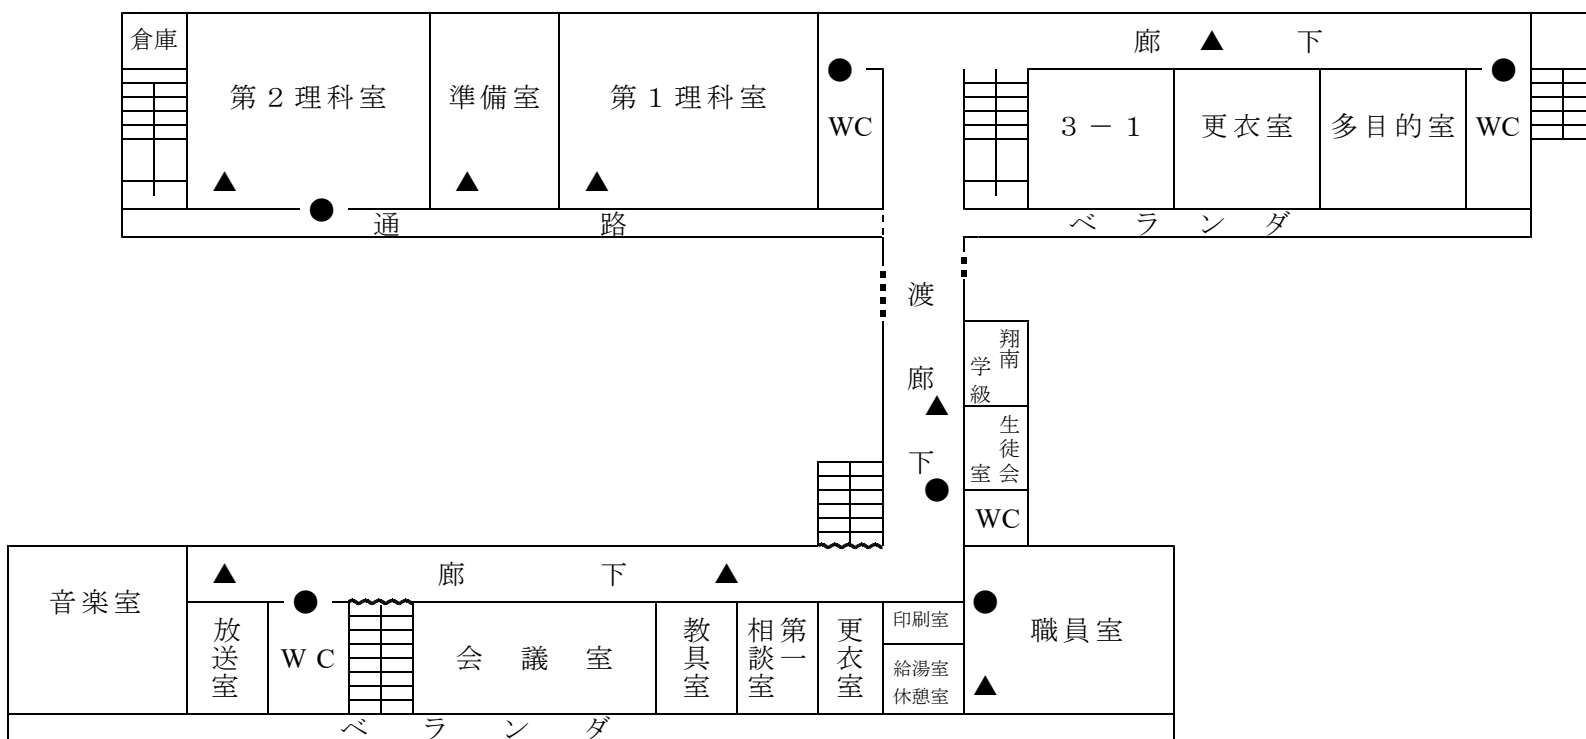 倉庫
第２理科室
準備室
第１理科室
WC
廊 下
３－１
更衣室
多目的室
WC
通 路
ベランダ
渡廊下
翔南学級
生徒会室
WC
音楽室
廊 下
放送室
WC
会議室
教具室
第一相談室
更衣室
印刷室
給湯室
休憩室
職員室
ベランダ